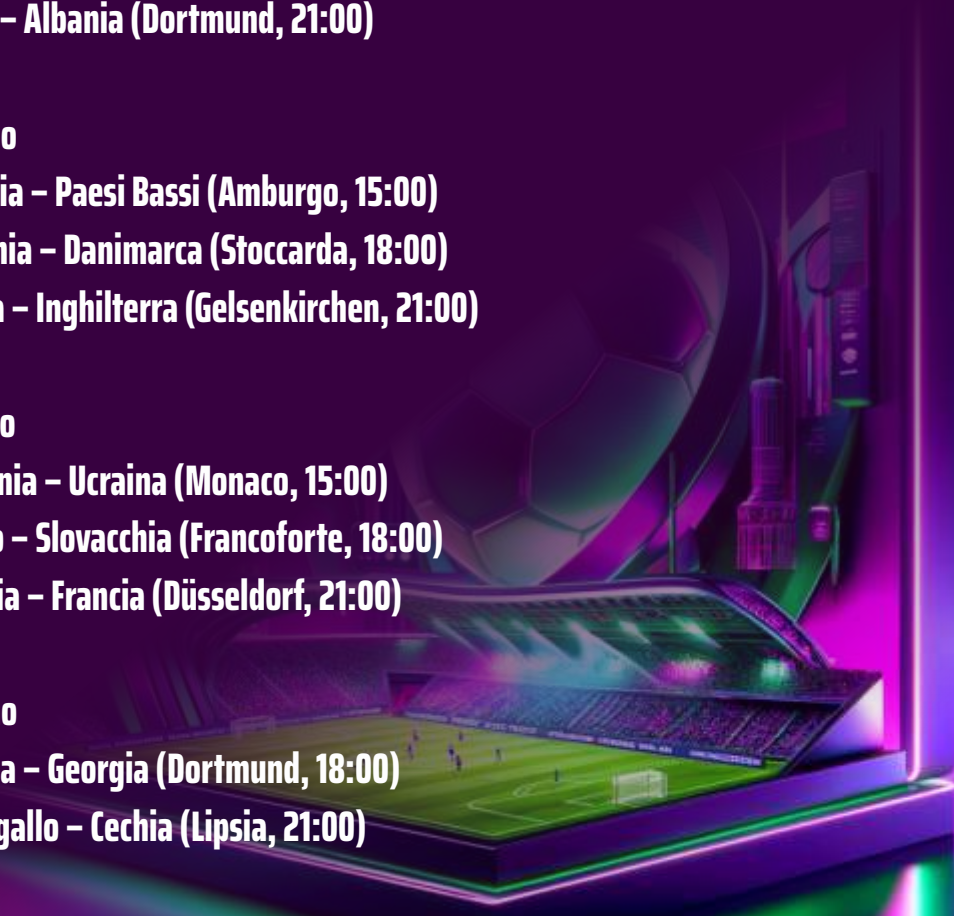 – Albania (Dortmund, 21:00)
o
ia – Paesi Bassi (Amburgo, 15:00)
nia – Danimarca (Stoccarda, 18:00)
a – Inghilterra (Gelsenkirchen, 21:00)
o
nia – Ucraina (Monaco, 15:00)
o – Slovacchia (Francoforte, 18:00)
ia – Francia (Düsseldorf, 21:00)
o
a – Georgia (Dortmund, 18:00)
gallo – Cechia (Lipsia, 21:00)